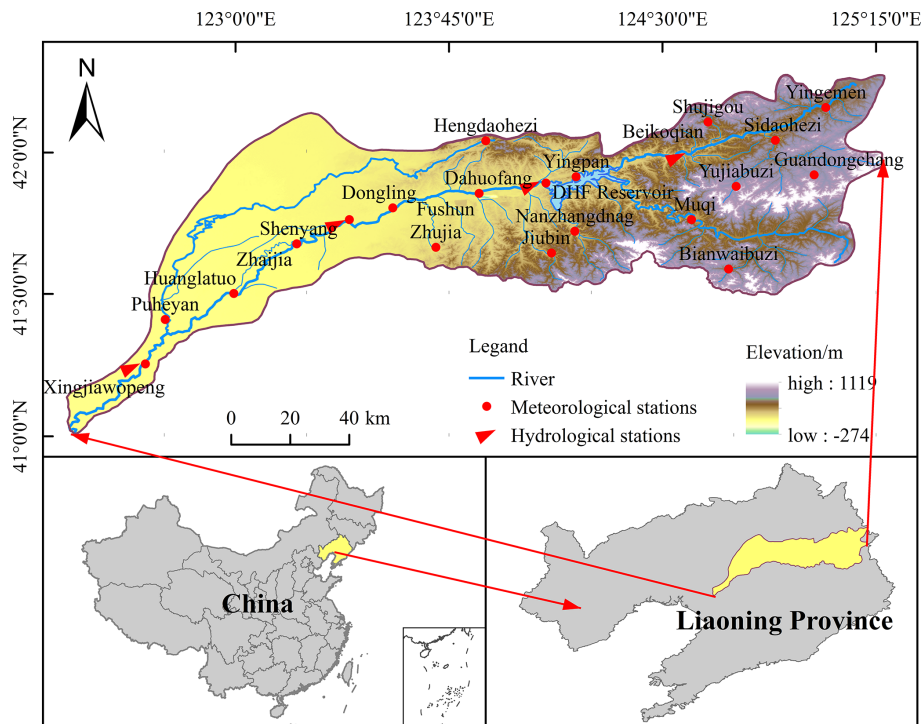 123°0'0"E
123°45'0"E
124°30'0"E
125°15'0"E
N
42°0'0"N
41°30'0"N
41°0'0"N
Yingemen
Shujigou
Hengdaohezi
Beikoqian
Sidaohezi
Yingpan
Guandongchang
Dahuofang
Yujiabuzi
DHF Reservoir
Dongling
Fushun
Nanzhangdnag
Muqi
Shenyang
Zhujia
Jiubin
Zhaijia
Bianwaibuzi
Huanglatuo
Puheyan
Xingjiawopeng
Legand
River
Meteorological stations
Hydrological stations
Elevation/m
high : 1119
low : -274
0 20 40 km
China
Liaoning Province